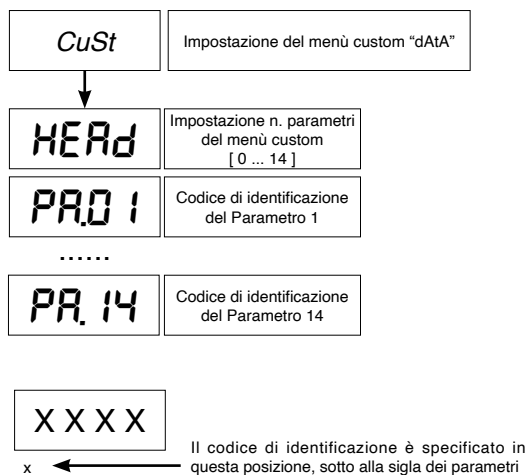 CuSt
Impostazione del menù custom “dAtA”
HEAd
Impostazione n. parametri
del menù custom
[ 0 ... 14 ]
PA.01
Codice di identificazione
del Parametro 1
......
PA.14
Codice di identificazione
del Parametro 14
X X X X
x
Il codice di identificazione è specificato in
questa posizione, sotto alla sigla dei parametri